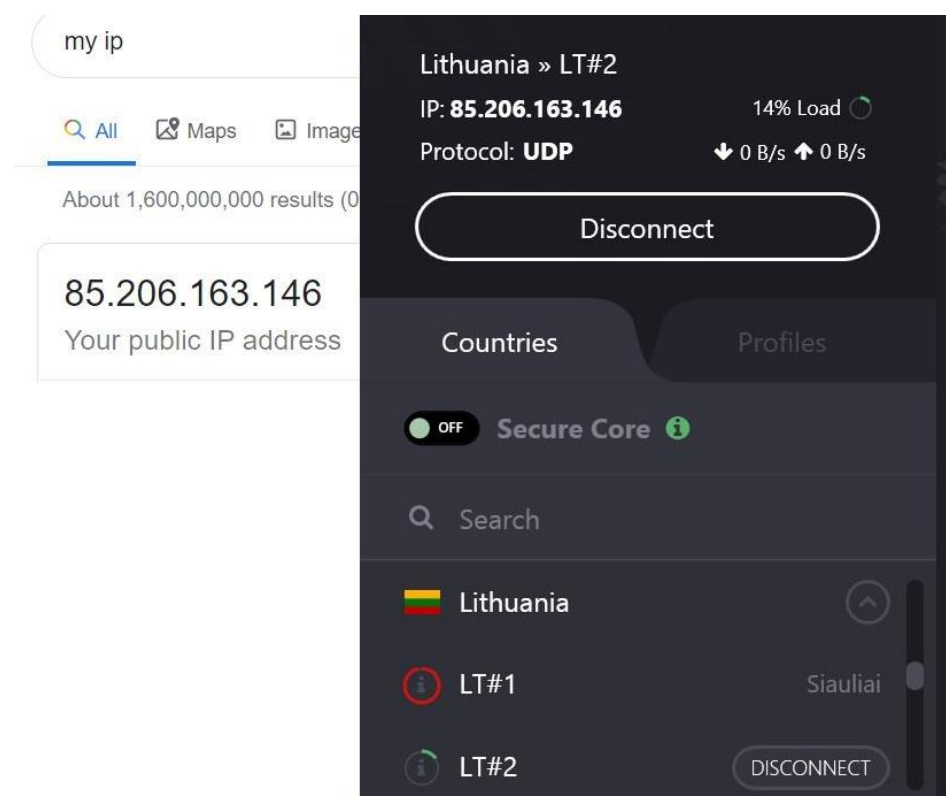 my ip
All Maps Image
About 1,600,000,000 results (0
85.206.163.146
Your public IP address
Lithuania » LT#2
IP: 85.206.163.146 14% Load
Protocol: UDP 0 B/s 0 B/s
Disconnect
Countries Profiles
OFF Secure Core
Search
Lithuania
LT#1 Siauliai
LT#2 DISCONNECT